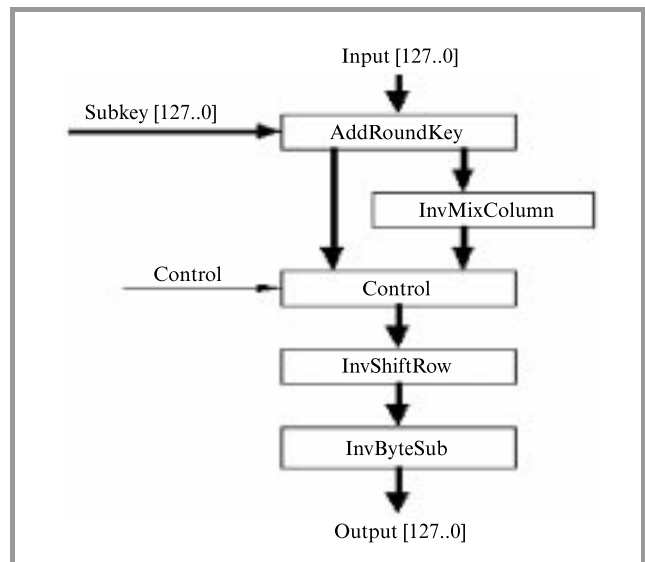 Input [127..0]
Subkey [127..0]
AddRoundKey
InvMixColumn
Control
Control
InvShiftRow
InvByteSub
Output [127..0]